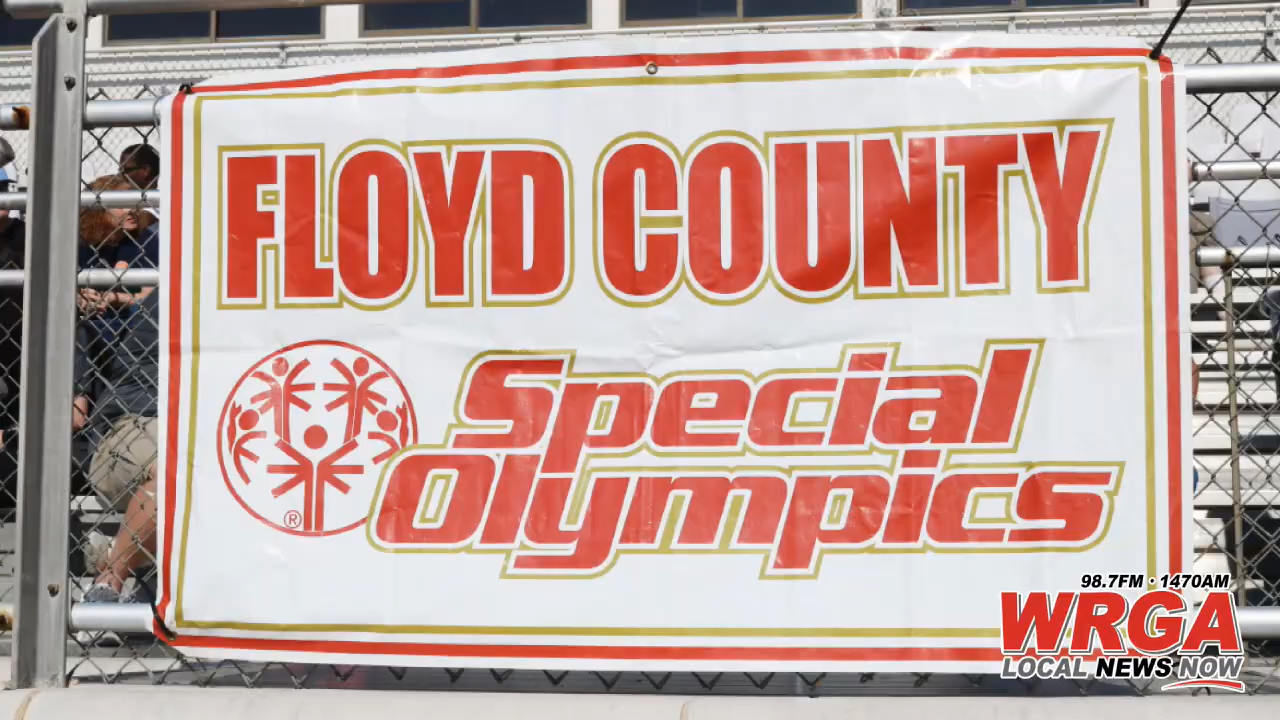 FLOYD COUNTY
Special
Olympics
®
98.7FM · 1470AM
WRGA
LOCAL NEWS NOW